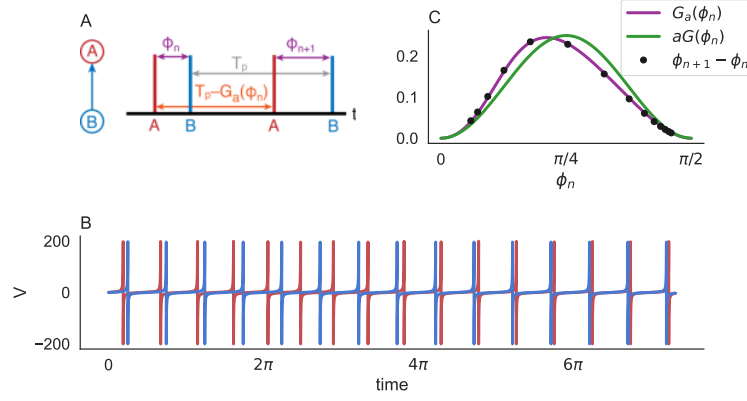 A
A
B
ϕn
ϕn+1
Tp
Tp−Ga(ϕn)
t
A B A B
C
Ga(ϕn)
aG(ϕn)
ϕn+1 − ϕn
0.2
0.1
0.0
0 π/4 π/2
ϕn
B
200
0
−200
V
0 2π 4π 6π
time